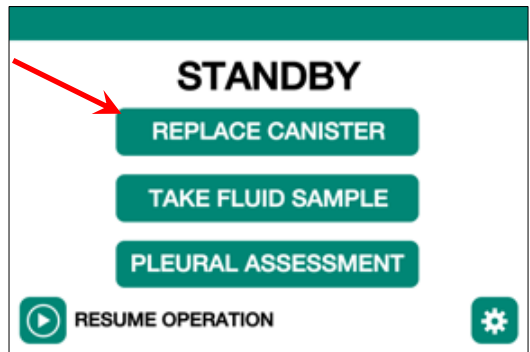 STANDBY
REPLACE CANISTER
TAKE FLUID SAMPLE
PLEURAL ASSESSMENT
RESUME OPERATION